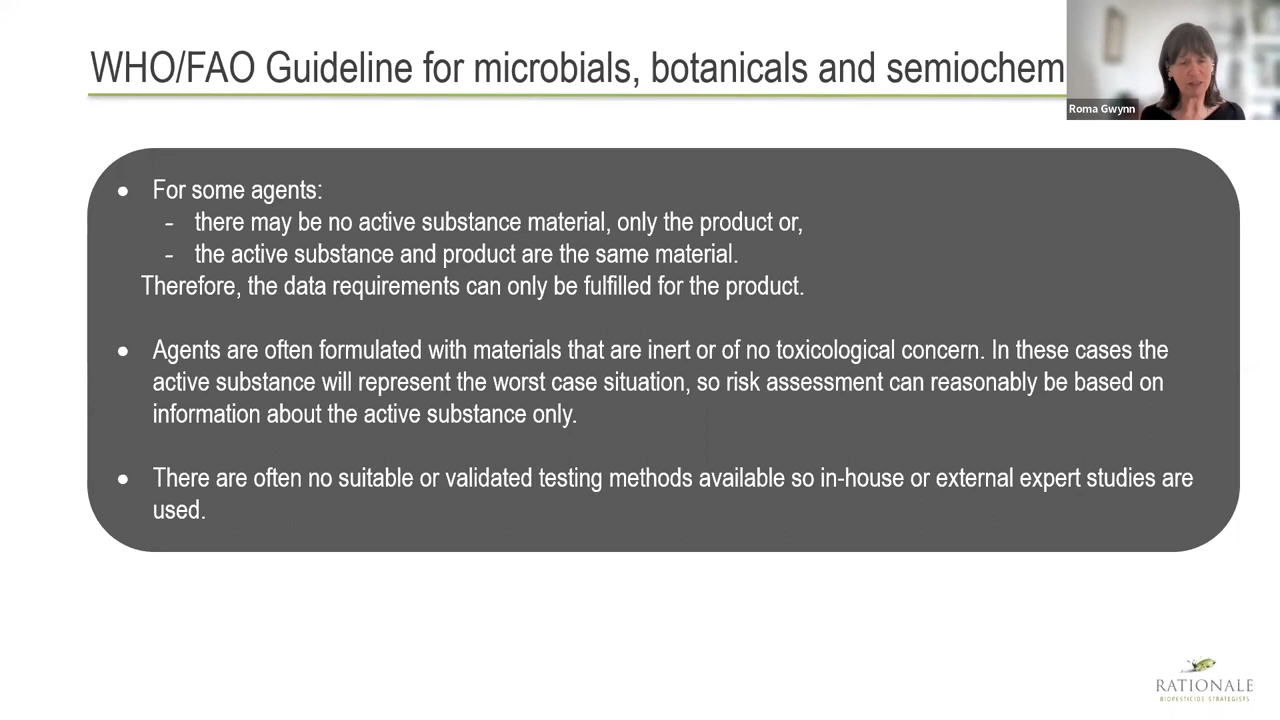 WHO/FAO Guideline for microbials, botanicals and semiochem
Roma Gwynn
• For some agents:
- there may be no active substance material, only the product or,
- the active substance and product are the same material.
Therefore, the data requirements can only be fulfilled for the product.
• Agents are often formulated with materials that are inert or of no toxicological concern. In these cases the
active substance will represent the worst case situation, so risk assessment can reasonably be based on
information about the active substance only.
• There are often no suitable or validated testing methods available so in-house or external expert studies are
used.
RATIONALE
BIOPESTICIDE STRATEGISTS